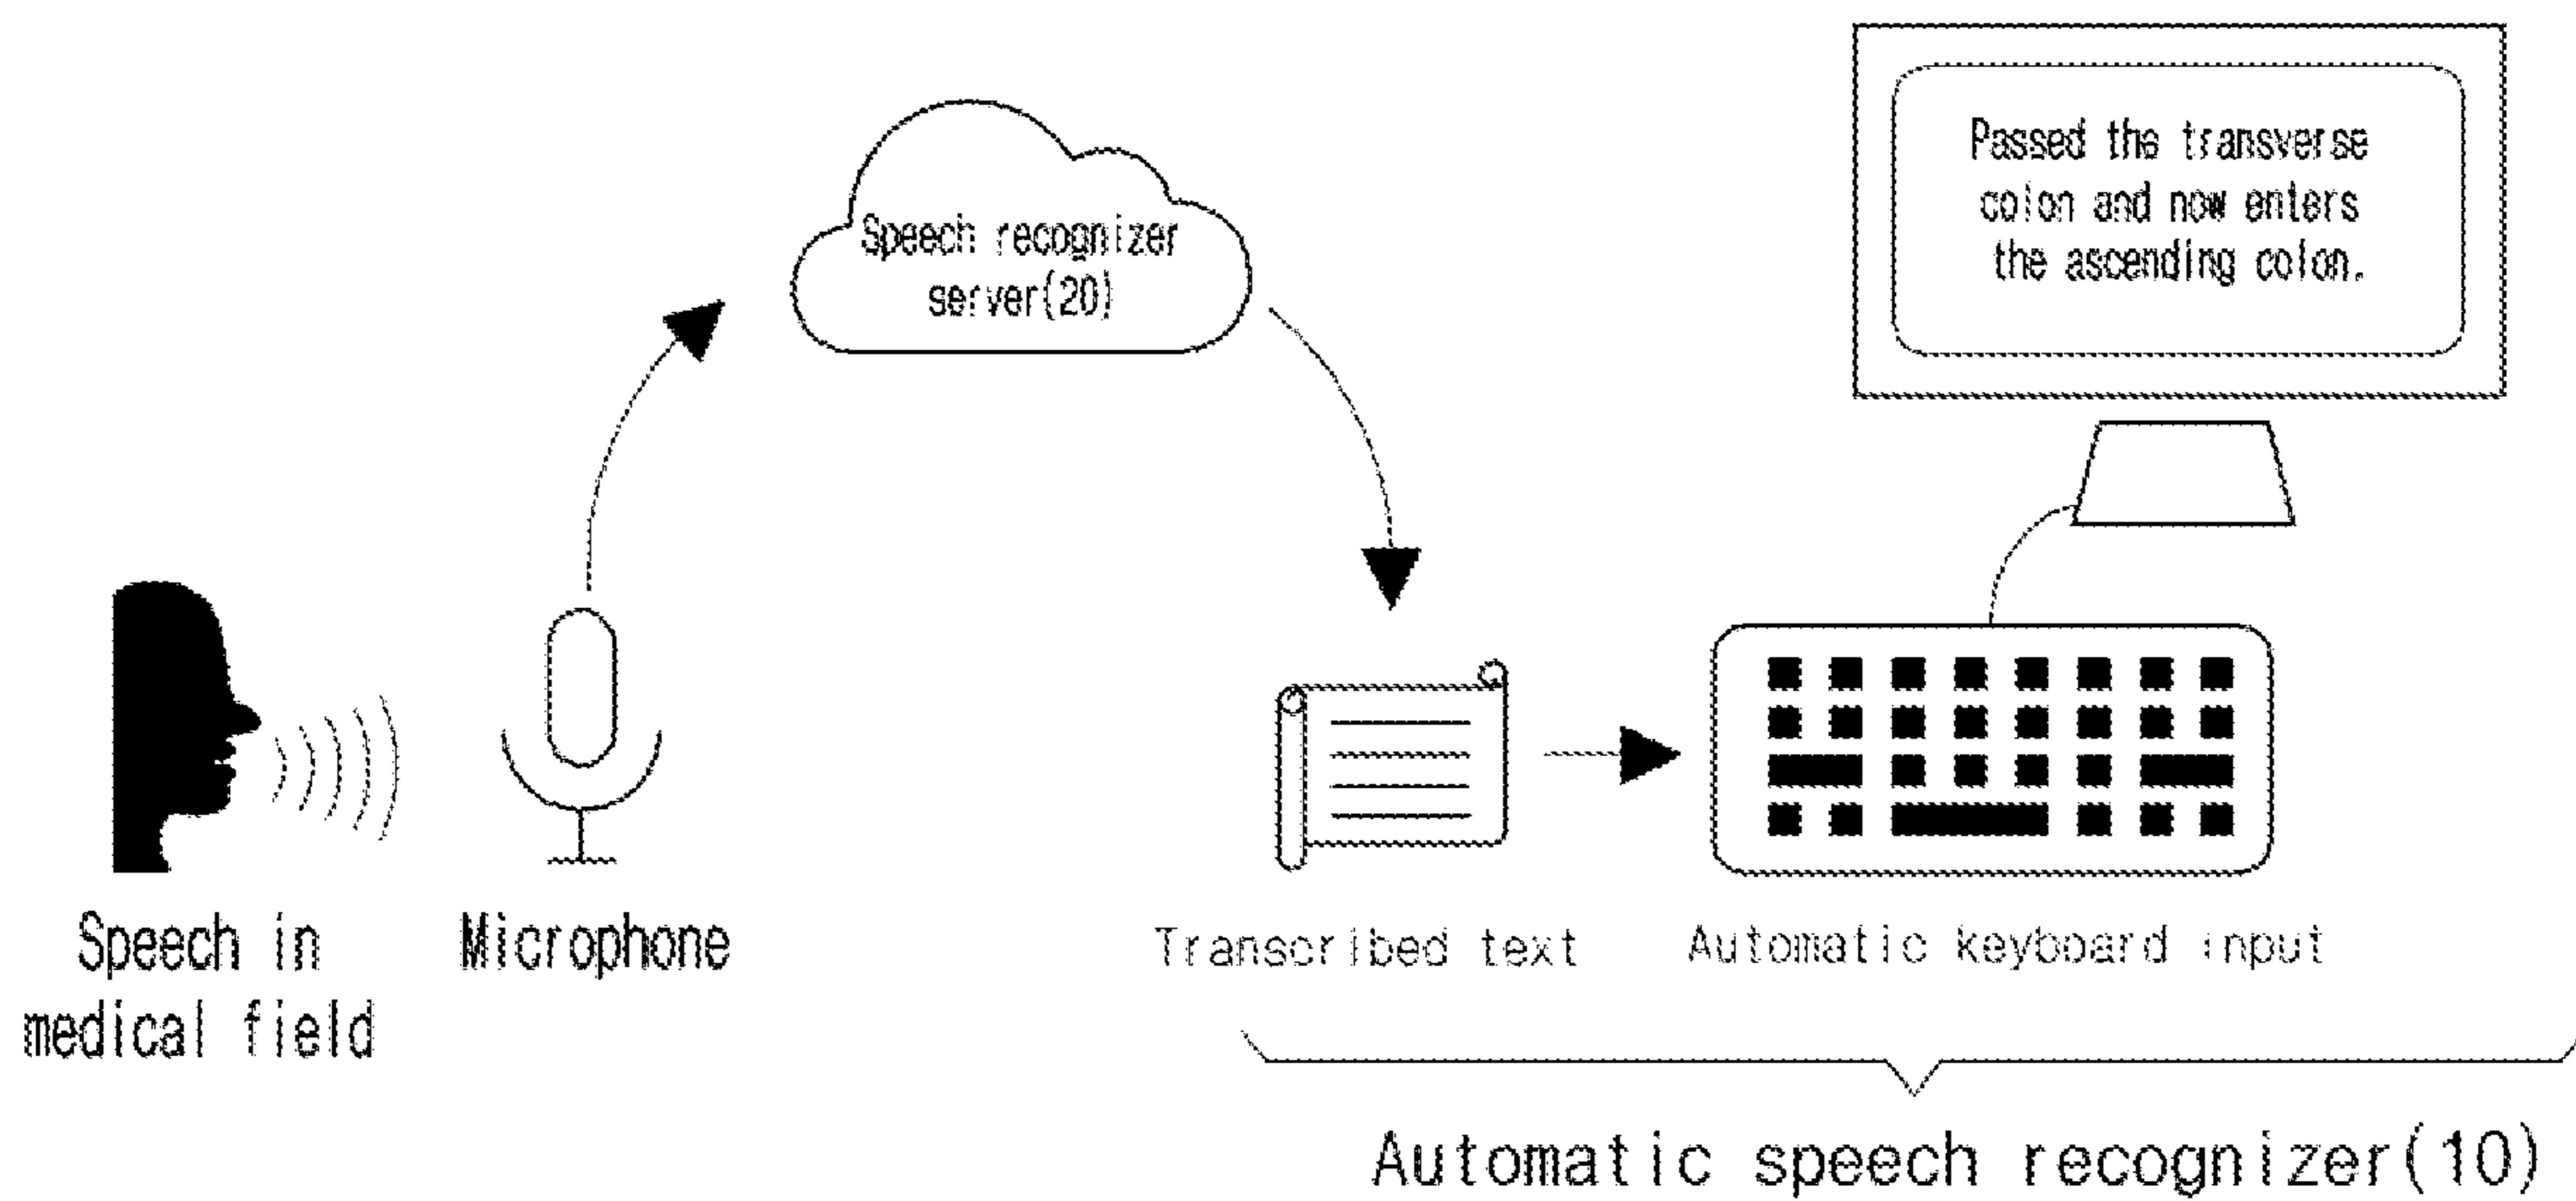 Passed the transverse
colon and now enters
the ascending colon.
Speech recognizer
server(20)
Speech in
medical field
Microphone
Transcribed text
Automatic keyboard input
Automatic speech recognizer(10)